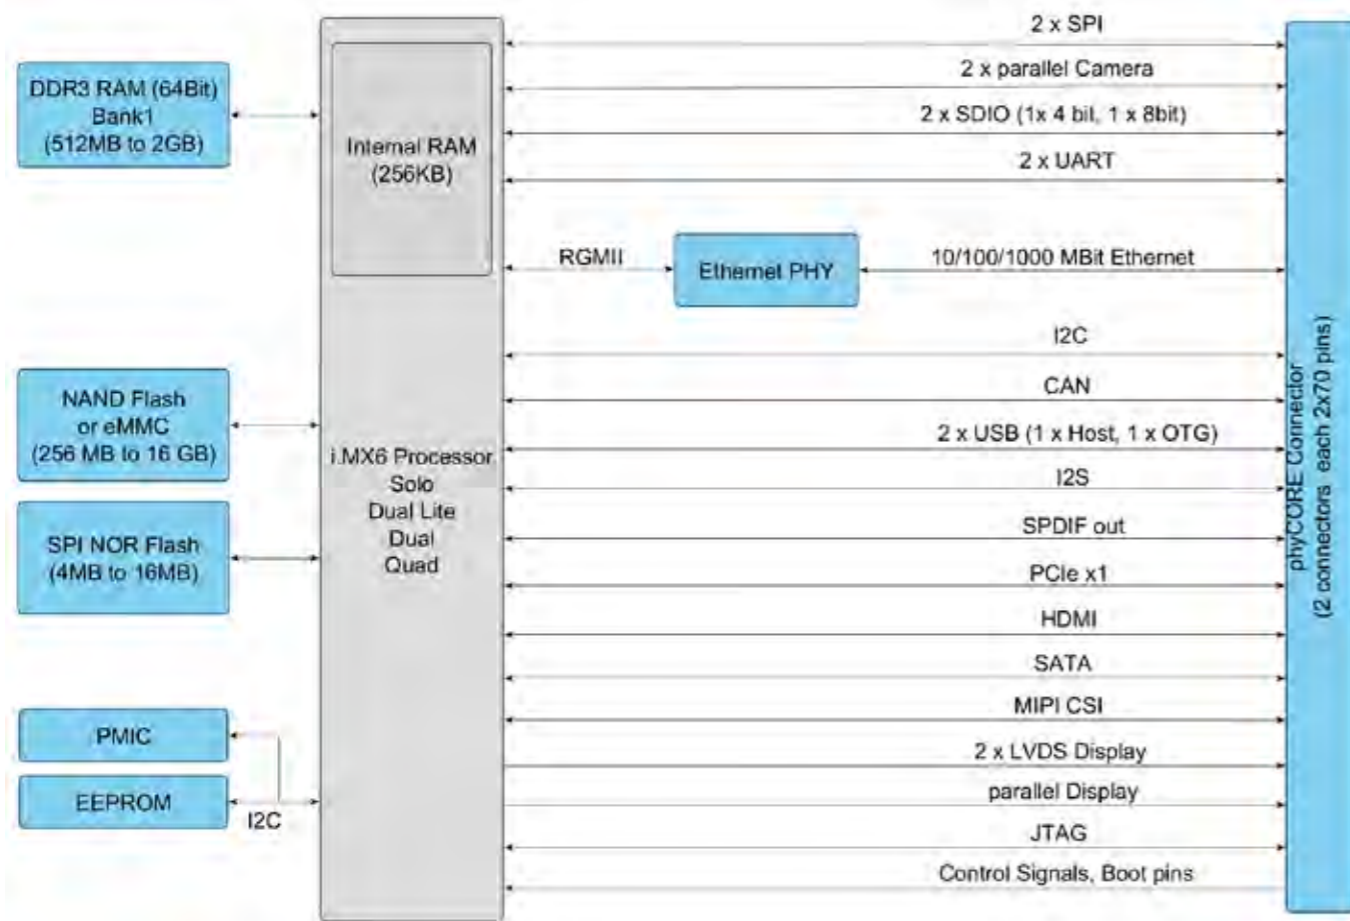 2 x SPI
DDR3 RAM (64Bit)
Bank1
(512MB to 2GB)
Internal RAM
(256KB)
2 x parallel Camera
2 x SDIO (1x 4 bit, 1 x 8bit)
2 x UART
RGMII
Ethernet PHY
10/100/1000 MBit Ethernet
I2C
CAN
NAND Flash
or eMMC
(256 MB to 16 GB)
2 x USB (1 x Host, 1 x OTG)
i.MX6 Processor
Solo
Dual Lite
Dual
Quad
I2S
SPI NOR Flash
(4MB to 16MB)
SPDIF out
PCIe x1
HDMI
SATA
MIPI CSI
PMIC
2 x LVDS Display
EEPROM
I2C
parallel Display
JTAG
Control Signals, Boot pins
phyCORE Connector
(2 connectors each 2x70 pins)